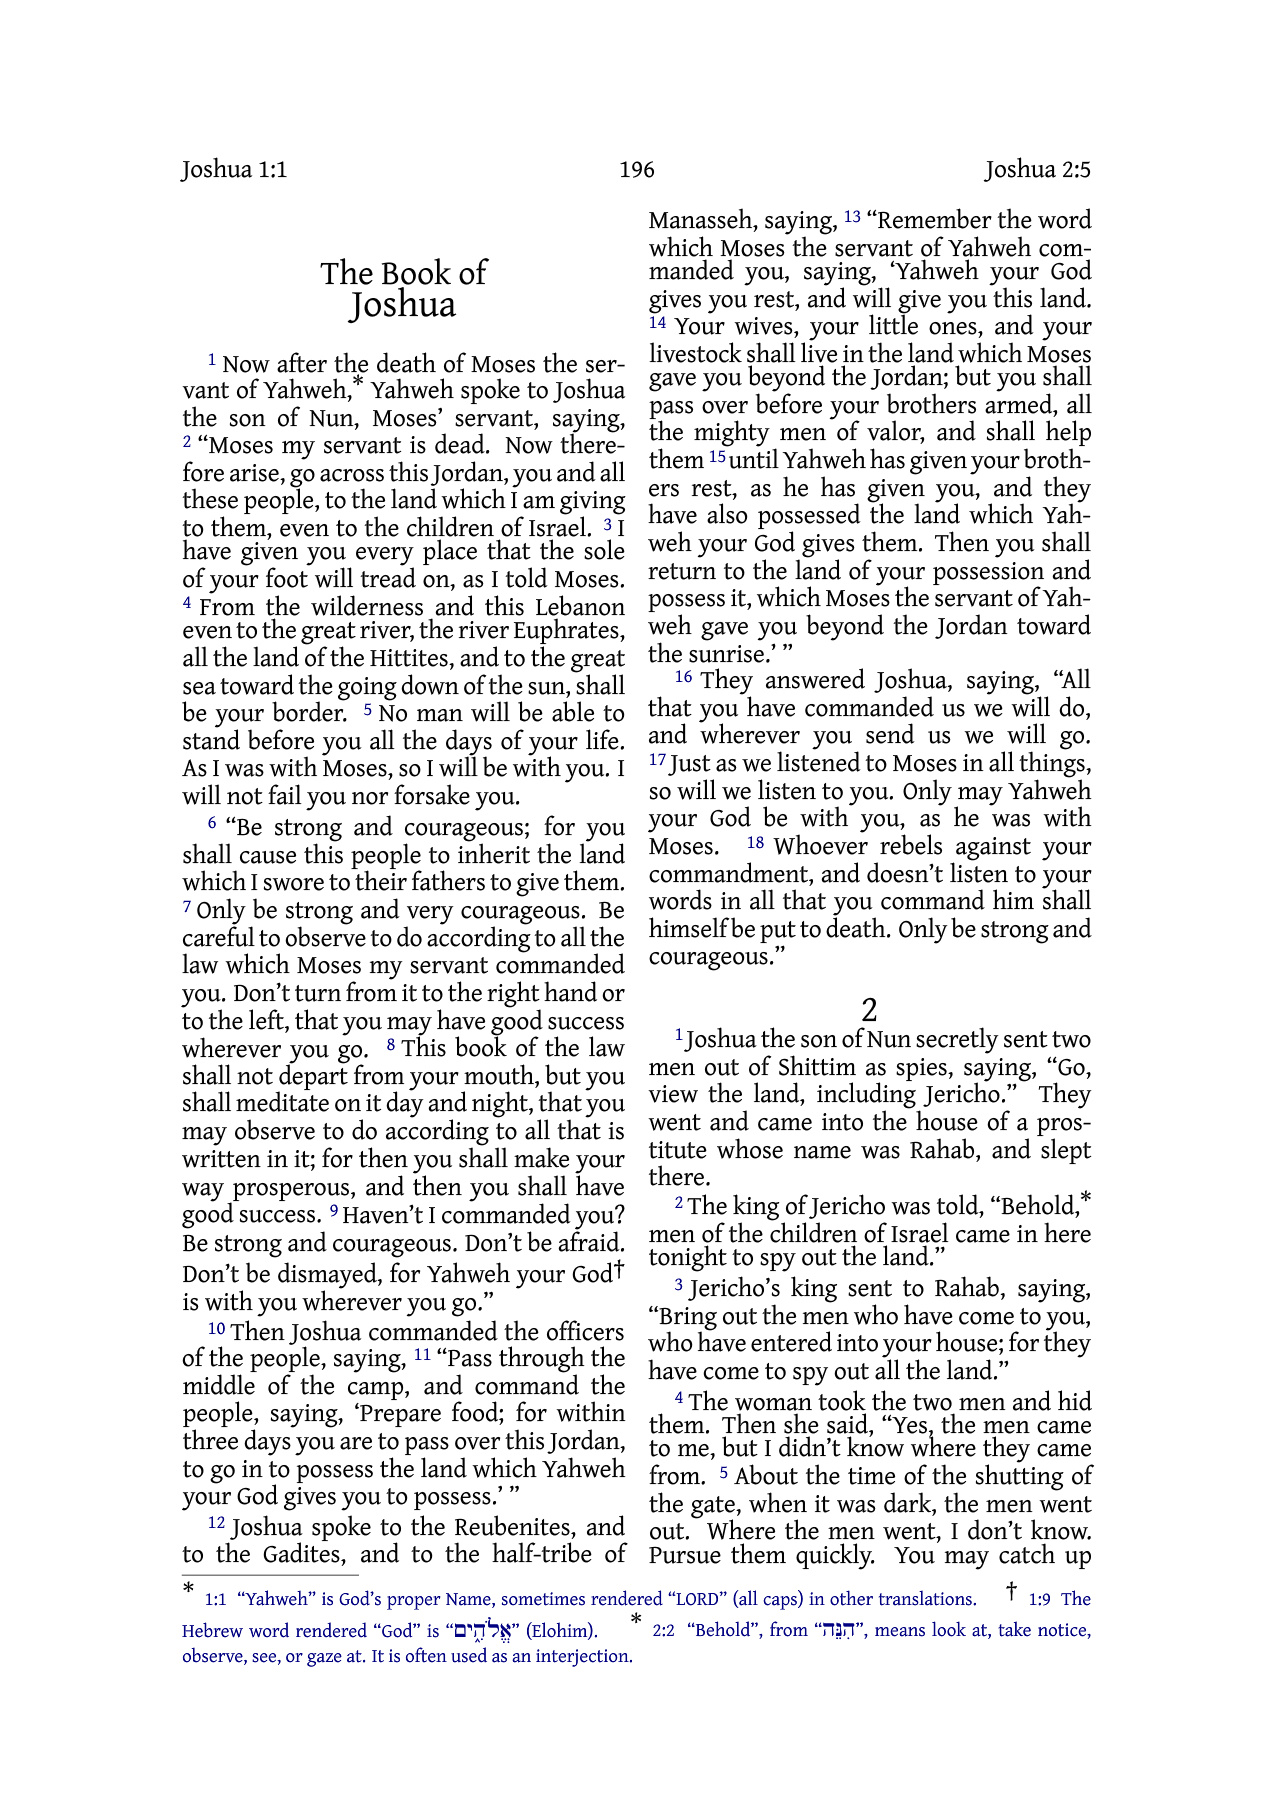 Joshua 1:1 196 Joshua 2:5
The Book of
Joshua
1 Now after the death of Moses the ser-
vant of Yahweh,* Yahweh spoke to Joshua
the son of Nun, Moses’ servant, saying,
2 “Moses my servant is dead. Now there-
fore arise, go across this Jordan, you and all
these people, to the land which I am giving
to them, even to the children of Israel. 3 I
have given you every place that the sole
of your foot will tread on, as I told Moses.
4 From the wilderness and this Lebanon
even to the great river, the river Euphrates,
all the land of the Hittites, and to the great
sea toward the going down of the sun, shall
be your border. 5 No man will be able to
stand before you all the days of your life.
As I was with Moses, so I will be with you. I
will not fail you nor forsake you.
6 “Be strong and courageous; for you
shall cause this people to inherit the land
which I swore to their fathers to give them.
7 Only be strong and very courageous. Be
careful to observe to do according to all the
law which Moses my servant commanded
you. Don’t turn from it to the right hand or
to the left, that you may have good success
wherever you go. 8 This book of the law
shall not depart from your mouth, but you
shall meditate on it day and night, that you
may observe to do according to all that is
written in it; for then you shall make your
way prosperous, and then you shall have
good success. 9 Haven’t I commanded you?
Be strong and courageous. Don’t be afraid.
Don’t be dismayed, for Yahweh your God†
is with you wherever you go.”
10 Then Joshua commanded the officers
of the people, saying, 11 “Pass through the
middle of the camp, and command the
people, saying, ‘Prepare food; for within
three days you are to pass over this Jordan,
to go in to possess the land which Yahweh
your God gives you to possess.’ ”
12 Joshua spoke to the Reubenites, and
to the Gadites, and to the half-tribe of
Manasseh, saying, 13 “Remember the word
which Moses the servant of Yahweh com-
manded you, saying, ‘Yahweh your God
gives you rest, and will give you this land.
14 Your wives, your little ones, and your
livestock shall live in the land which Moses
gave you beyond the Jordan; but you shall
pass over before your brothers armed, all
the mighty men of valor, and shall help
them 15 until Yahweh has given your broth-
ers rest, as he has given you, and they
have also possessed the land which Yah-
weh your God gives them. Then you shall
return to the land of your possession and
possess it, which Moses the servant of Yah-
weh gave you beyond the Jordan toward
the sunrise.’ ”
16 They answered Joshua, saying, “All
that you have commanded us we will do,
and wherever you send us we will go.
17 Just as we listened to Moses in all things,
so will we listen to you. Only may Yahweh
your God be with you, as he was with
Moses. 18 Whoever rebels against your
commandment, and doesn’t listen to your
words in all that you command him shall
himself be put to death. Only be strong and
courageous.”
2
1 Joshua the son of Nun secretly sent two
men out of Shittim as spies, saying, “Go,
view the land, including Jericho.” They
went and came into the house of a pros-
titute whose name was Rahab, and slept
there.
2 The king of Jericho was told, “Behold,*
men of the children of Israel came in here
tonight to spy out the land.”
3 Jericho’s king sent to Rahab, saying,
“Bring out the men who have come to you,
who have entered into your house; for they
have come to spy out all the land.”
4 The woman took the two men and hid
them. Then she said, “Yes, the men came
to me, but I didn’t know where they came
from. 5 About the time of the shutting of
the gate, when it was dark, the men went
out. Where the men went, I don’t know.
Pursue them quickly. You may catch up
* 1:1 “Yahweh” is God’s proper Name, sometimes rendered “LORD” (all caps) in other translations. † 1:9 The
Hebrew word rendered “God” is “אֱלֹהִ֑ים” (Elohim). * 2:2 “Behold”, from “הִנֵּה”, means look at, take notice,
observe, see, or gaze at. It is often used as an interjection.